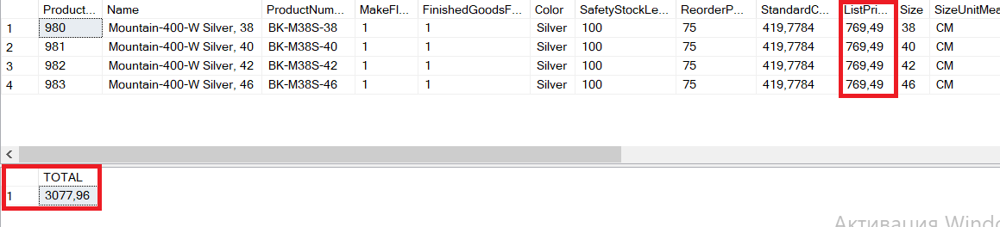 Product... Name ProductNum... MakeFl... FinishedGoodsF... Color SafetyStockLe... ReorderP... StandardC... ListPri... Size SizeUnitMea
1 980 Mountain-400-W Silver, 38 BK-M38S-38 1 1 Silver 100 75 419,7784 769,49 38 CM
2 981 Mountain-400-W Silver, 40 BK-M38S-40 1 1 Silver 100 75 419,7784 769,49 40 CM
3 982 Mountain-400-W Silver, 42 BK-M38S-42 1 1 Silver 100 75 419,7784 769,49 42 CM
4 983 Mountain-400-W Silver, 46 BK-M38S-46 1 1 Silver 100 75 419,7784 769,49 46 CM
TOTAL
1 3077,96
Активация Windo